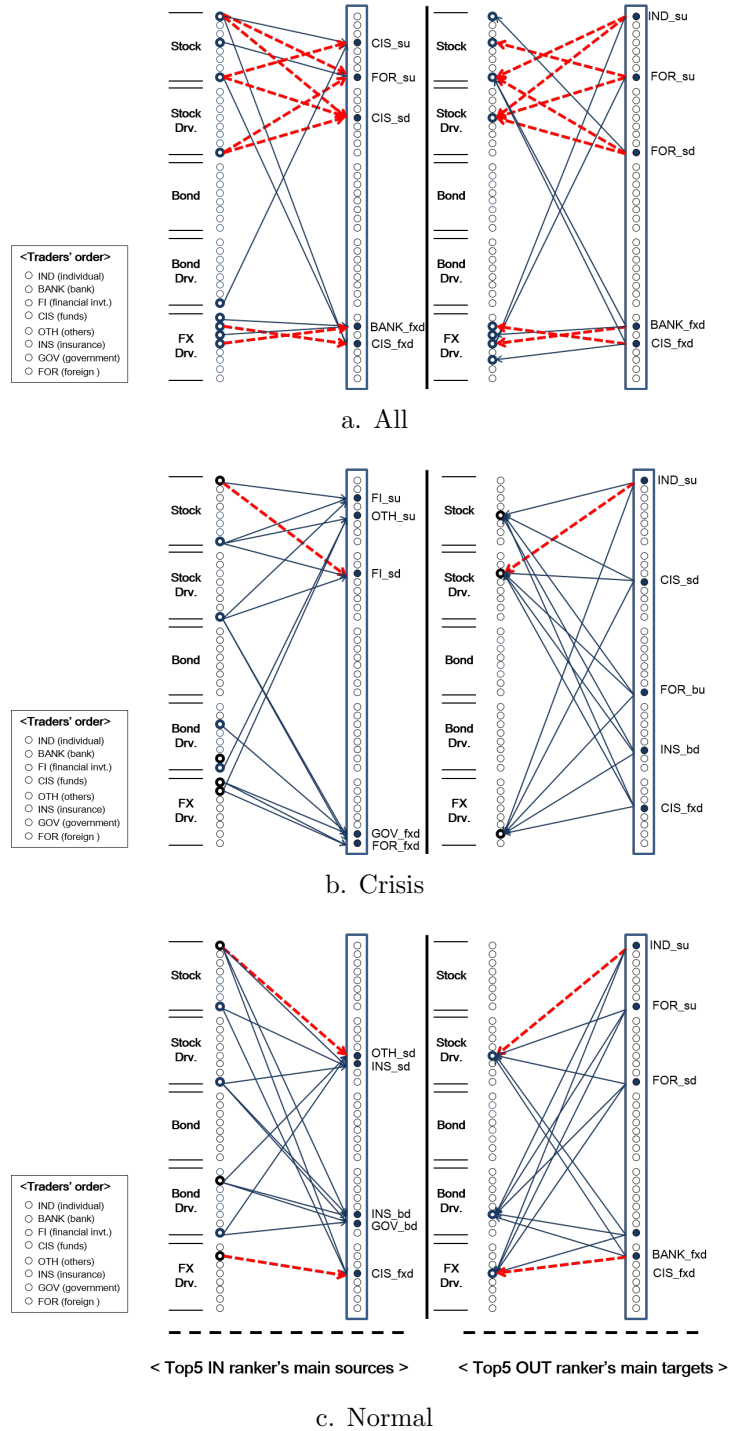 Stock
Stock
Drv.
Bond
Bond
Drv.
FX
Drv.
CIS_su
FOR_su
CIS_sd
BANK_fxd
CIS_fxd
Stock
Stock
Drv.
Bond
Bond
Drv.
FX
Drv.
IND_su
FOR_su
FOR_sd
BANK_fxd
CIS_fxd
<Traders' order>
IND (individual)
BANK (bank)
FI (financial invt.)
CIS (funds)
OTH (others)
INS (insurance)
GOV (government)
FOR (foreign )
a. All
Stock
Stock
Drv.
Bond
Bond
Drv.
FX
Drv.
FI_su
OTH_su
FI_sd
GOV_fxd
FOR_fxd
Stock
Stock
Drv.
Bond
Bond
Drv.
FX
Drv.
IND_su
CIS_sd
FOR_bu
INS_bd
CIS_fxd
<Traders' order>
IND (individual)
BANK (bank)
FI (financial invt.)
CIS (funds)
OTH (others)
INS (insurance)
GOV (government)
FOR (foreign )
b. Crisis
Stock
Stock
Drv.
Bond
Bond
Drv.
FX
Drv.
OTH_sd
INS_sd
INS_bd
GOV_bd
CIS_fxd
Stock
Stock
Drv.
Bond
Bond
Drv.
FX
Drv.
IND_su
FOR_su
FOR_sd
BANK_fxd
CIS_fxd
<Traders' order>
IND (individual)
BANK (bank)
FI (financial invt.)
CIS (funds)
OTH (others)
INS (insurance)
GOV (government)
FOR (foreign )
< Top5 IN ranker's main sources >
< Top5 OUT ranker's main targets >
c. Normal